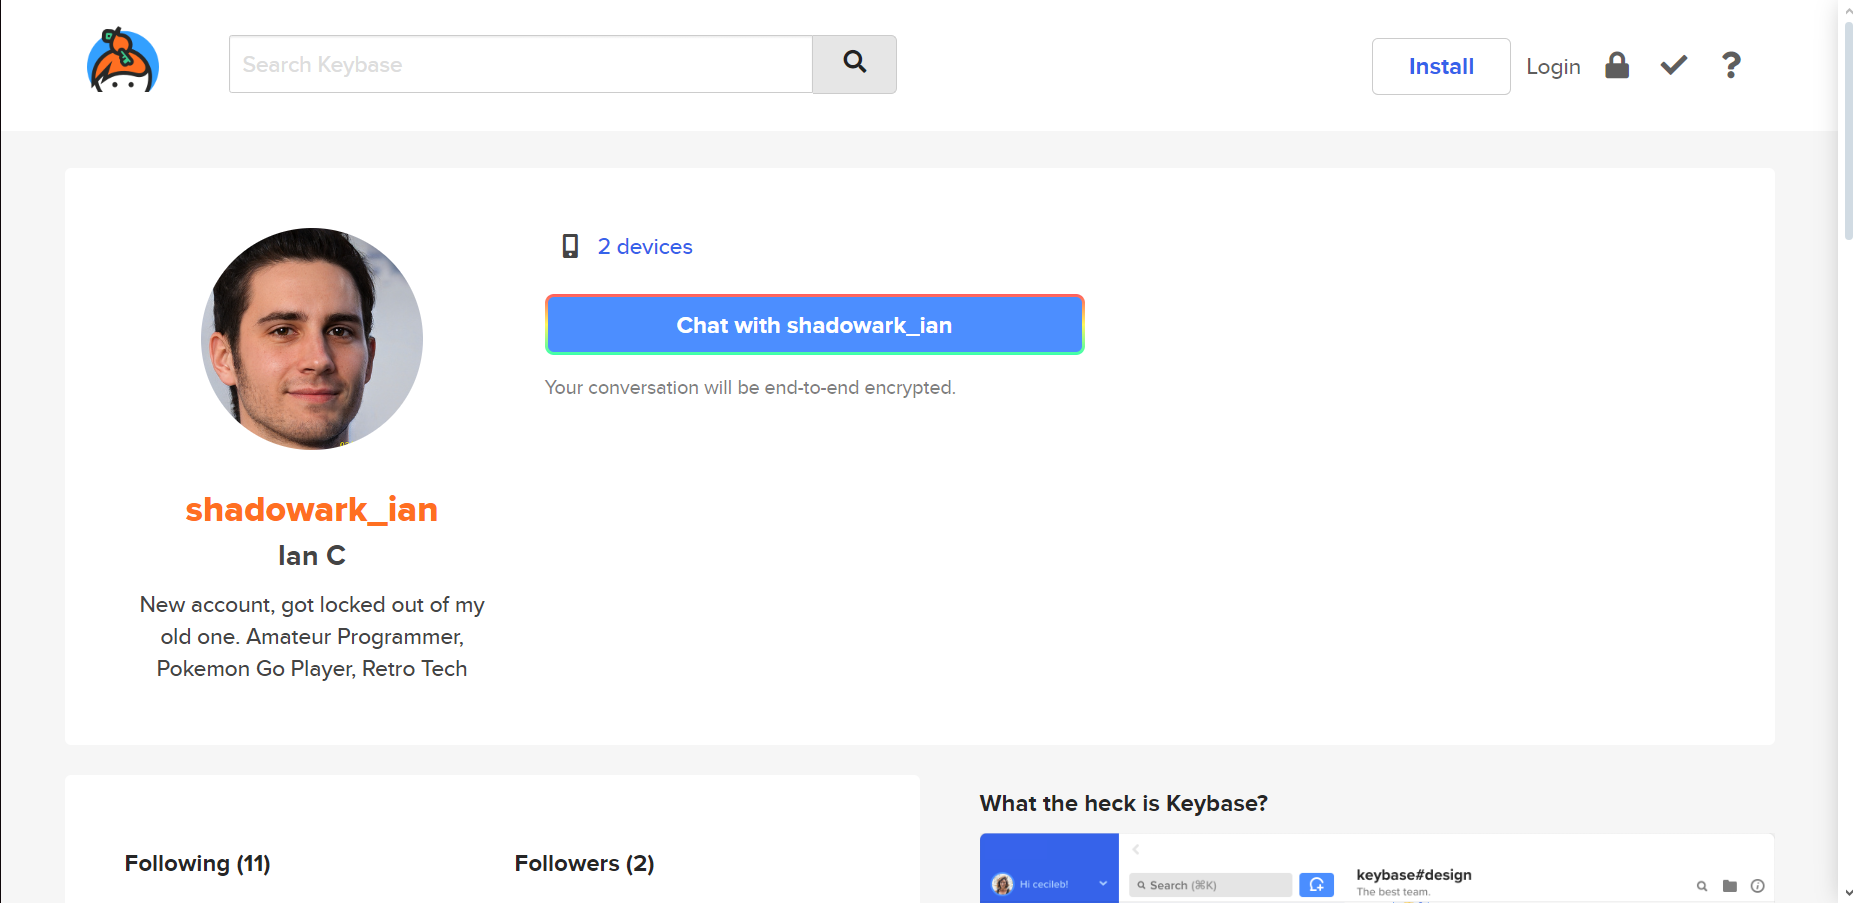 Search Keybase
Install
Login
2 devices
Chat with shadowark_ian
Your conversation will be end-to-end encrypted.
shadowark_ian
Ian C
New account, got locked out of my
old one. Amateur Programmer,
Pokemon Go Player, Retro Tech
Following (11)
Followers (2)
What the heck is Keybase?
Hi cecileb!
Search (⌘K)
keybase#design
The best team.